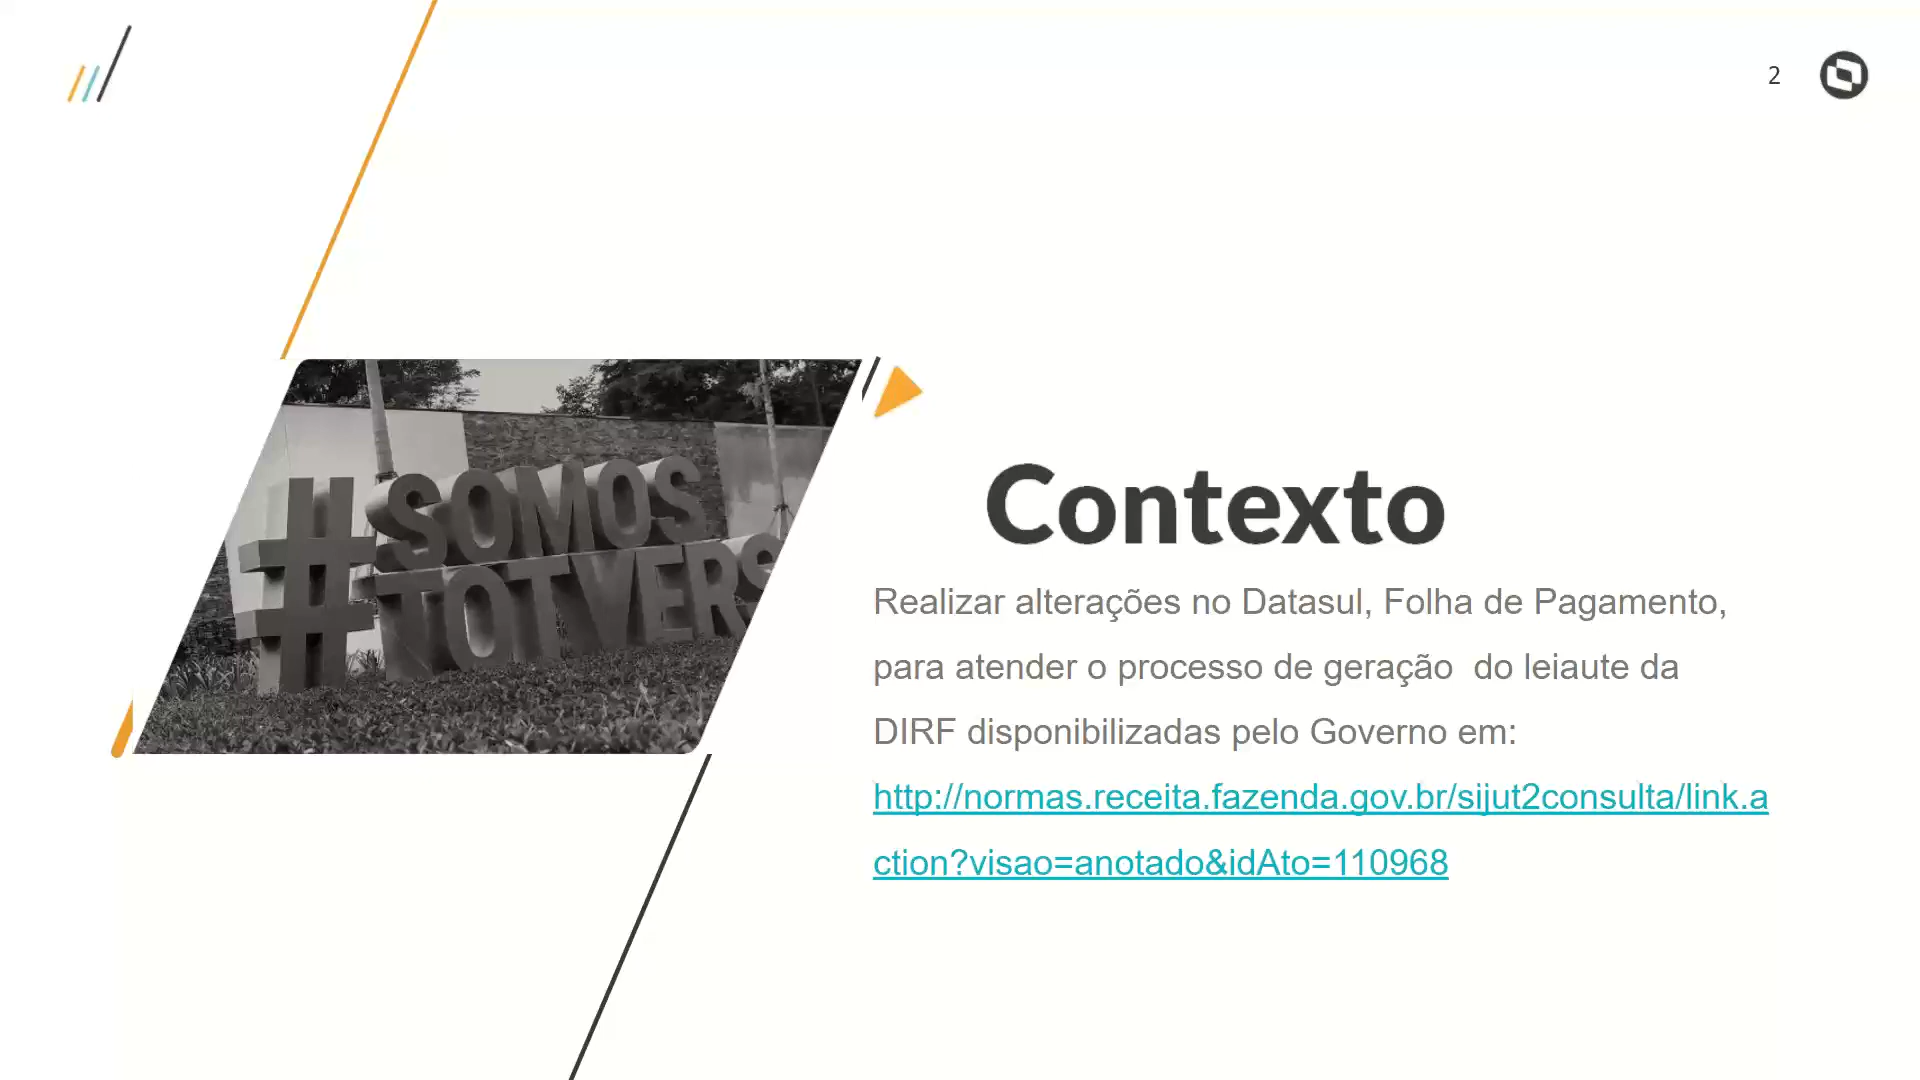 2
#SOMOS
TOTVERS
Contexto
Realizar alterações no Datasul, Folha de Pagamento,
para atender o processo de geração  do leiaute da
DIRF disponibilizadas pelo Governo em:
http://normas.receita.fazenda.gov.br/sijut2consulta/link.a
ction?visao=anotado&idAto=110968